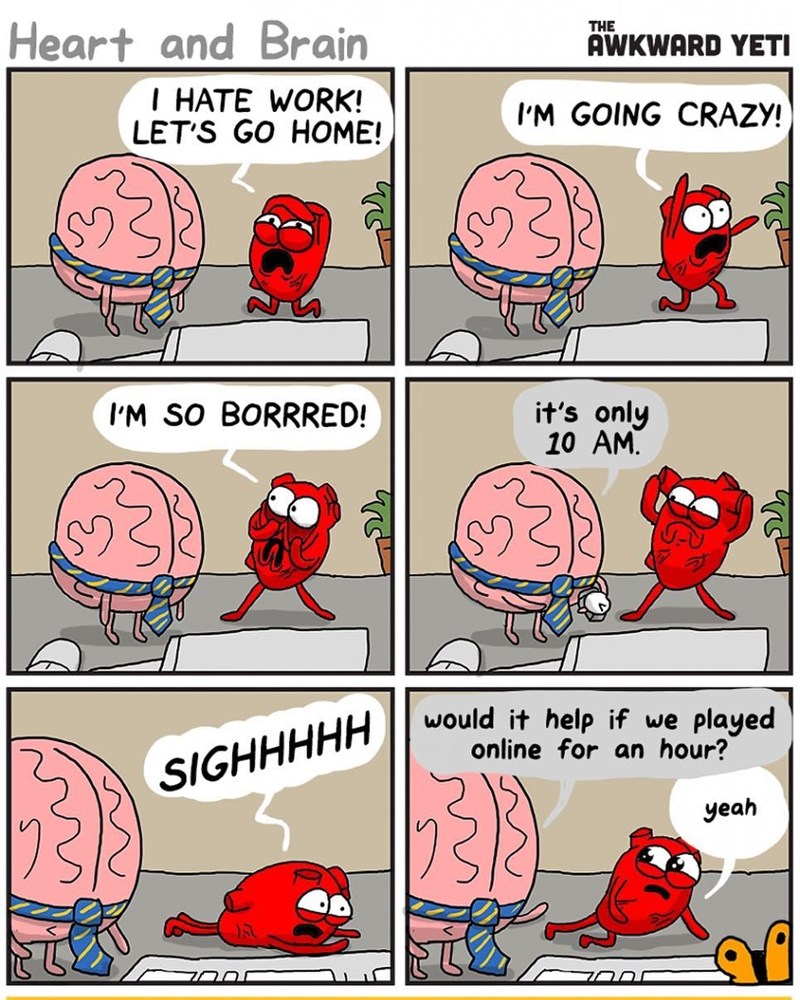 Heart and Brain
THE
AWKWARD YETI
I HATE WORK!
LET'S GO HOME!
I'M GOING CRAZY!
I'M SO BORRRED!
it's only
10 AM.
SIGHHHHH
would it help if we played
online for an hour?
yeah